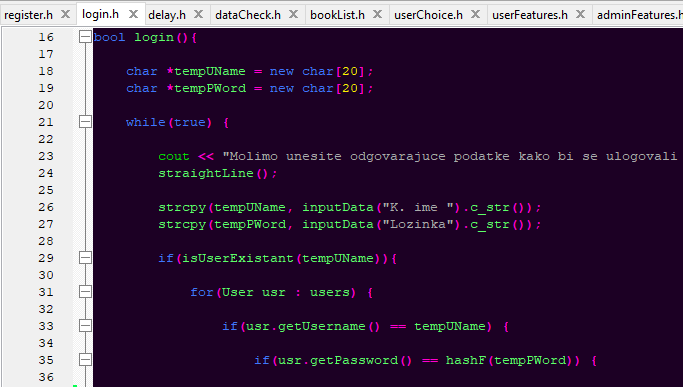 register.h login.h delay.h dataCheck.h bookList.h userChoice.h userFeatures.h adminFeatures.h
16 bool login(){
17
18 char *tempUName = new char[20];
19 char *tempPWord = new char[20];
20
21 while(true) {
22
23 cout << "Molimo unesite odgovarajuce podatke kako bi se ulogovali
24 straightLine();
25
26 strcpy(tempUName, inputData("K. ime ").c_str());
27 strcpy(tempPWord, inputData("Lozinka").c_str());
28
29 if(isUserExistant(tempUName)){
30
31 for(User usr : users) {
32
33 if(usr.getUsername() == tempUName) {
34
35 if(usr.getPassword() == hashF(tempPWord)) {
36